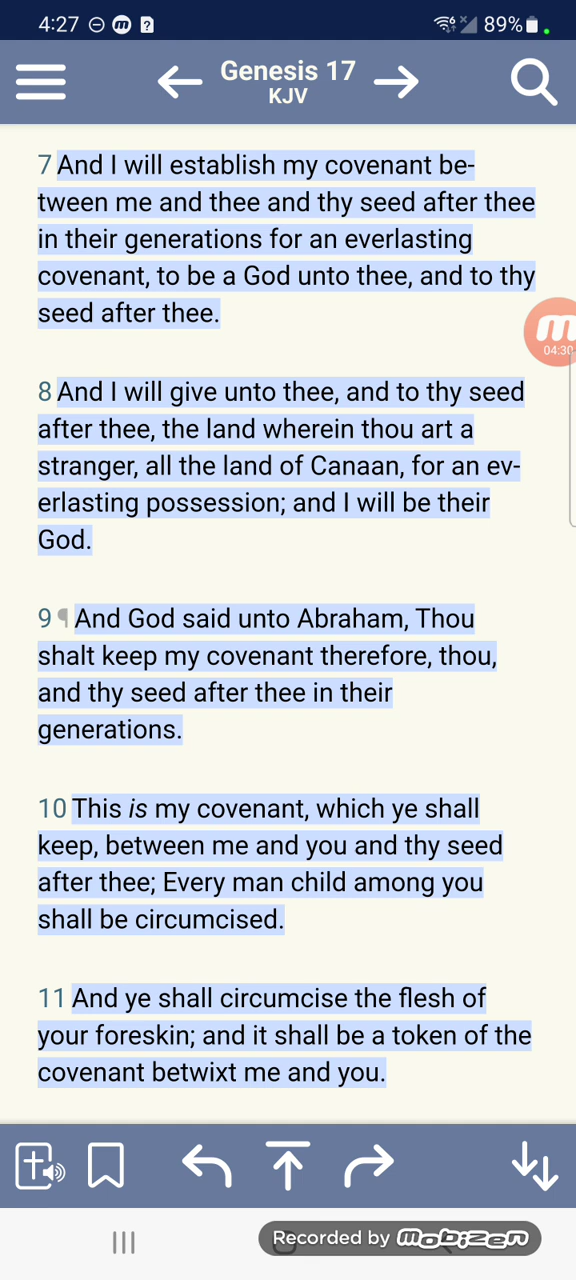 4:27 m ? 6 89%
Genesis 17
KJV
7 And I will establish my covenant be-
tween me and thee and thy seed after thee
in their generations for an everlasting
covenant, to be a God unto thee, and to thy
seed after thee.
m
04:30
8 And I will give unto thee, and to thy seed
after thee, the land wherein thou art a
stranger, all the land of Canaan, for an ev-
erlasting possession; and I will be their
God.
9 ¶ And God said unto Abraham, Thou
shalt keep my covenant therefore, thou,
and thy seed after thee in their
generations.
10 This is my covenant, which ye shall
keep, between me and you and thy seed
after thee; Every man child among you
shall be circumcised.
11 And ye shall circumcise the flesh of
your foreskin; and it shall be a token of the
covenant betwixt me and you.
Recorded by mobizen